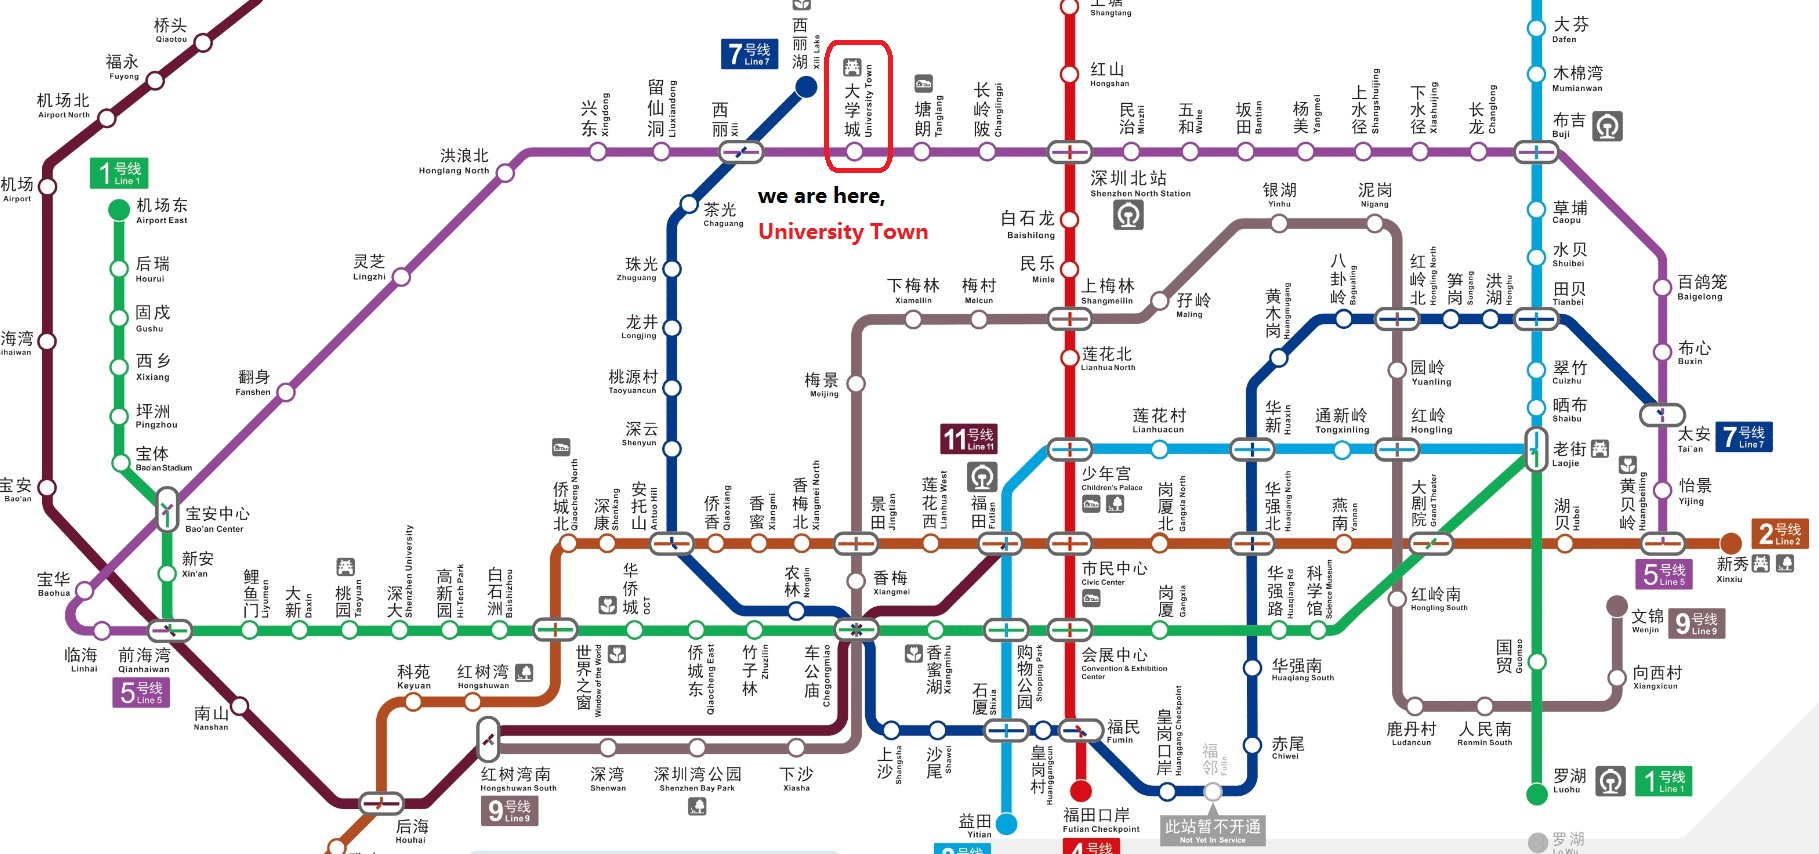 桥头
Qiaotou
福永
Fuyong
机场北
Airport North
机场
Airport
1号线
Line 1
机场东
Airport East
后瑞
Hourui
固戍
Gushu
西乡
Xixiang
坪洲
Pingzhou
宝体
Bao'an Stadium
宝安中心
Bao'an Center
新安
Xin'an
海湾
ihaiwan
宝安
Bao'an
宝华
Baohua
临海
Linhai
前海湾
Qianhaiwan
5号线
Line 5
南山
Nanshan
翻身
Fanshen
灵芝
Lingzhi
洪浪北
Honglang North
兴东
Xingdong
留仙洞
Liuxiandong
西丽
Xili
7号线
Line 7
西丽湖
Xili Lake
大学城
University Town
塘朗
Tanglang
长岭陂
Changlingpi
we are here,
University Town
上塘
Shangtang
红山
Hongshan
深圳北站
Shenzhen North Station
民治
Minzhi
五和
Wuhe
坂田
Bantian
杨美
Yangmei
上水径
Shangshuijing
下水径
Xiashuijing
长龙
Changlong
大芬
Dafen
木棉湾
Mumianwan
布吉
Buji
草埔
Caopu
水贝
Shuibei
田贝
Tianbei
翠竹
Cuizhu
晒布
Shaibu
老街
Laojie
百鸽笼
Baigelong
布心
Buxin
太安
Tai'an
7号线
Line 7
怡景
Yijing
黄贝岭
Huangbeiling
2号线
Line 2
新秀
Xinxiu
5号线
Line 5
茶光
Chaguang
珠光
Zhuguang
龙井
Longjing
桃源村
Taoyuancun
深云
Shenyun
安托山
Antuo Hill
白石龙
Baishilong
民乐
Minle
上梅林
Shangmeilin
下梅林
Xiameilin
梅村
Meicun
孖岭
Maling
银湖
Yinhu
泥岗
Nigang
红岭北
Hongling North
八卦岭
Bagualing
黄木岗
Huangmugang
笋岗
Sungang
洪湖
Honghu
园岭
Yuanling
红岭
Hongling
通新岭
Tongxinling
华新
Huaxin
莲花村
Lianhuacun
莲花北
Lianhua North
梅景
Meijing
11号线
Line 11
少年宫
Children's Palace
侨城北
Qiaocheng North
深康
Shenkang
侨香
Qiaoxiang
香蜜
Xiangmi
香梅北
Xiangmei North
景田
Jingtian
莲花西
Lianhua West
福田
Futian
岗厦北
Gangxia North
华强北
Huaqiang North
燕南
Yannan
大剧院
Grand Theater
湖贝
Hubei
市民中心
Civic Center
香梅
Xiangmei
农林
Nonglin
鲤鱼门
Liyumen
大新
Daxin
桃园
Taoyuan
深大
Shenzhen University
高新园
Hi-Tech Park
白石洲
Baishizhou
世界之窗
Window of the World
华侨城
OCT
侨城东
Qiaocheng East
竹子林
Zhuzilin
车公庙
Chegongmiao
香蜜湖
Xiangmihu
购物公园
Shopping Park
会展中心
Convention & Exhibition
Center
岗厦
Gangxia
华强路
Huaqiang Rd
科学馆
Science Museum
红岭南
Hongling South
国贸
Guomao
文锦
Wenjin
9号线
Line 9
向西村
Xiangxicun
人民南
Renmin South
鹿丹村
Ludancun
罗湖
Luohu
1号线
Line 1
罗湖
Lo Wu
华强南
Huaqiang South
赤尾
Chiwei
福邻
Fulin
此站暂不开通
Not Yet In Service
皇岗口岸
Huanggang Checkpoint
福民
Fumin
福田口岸
Futian Checkpoint
4号线
皇岗村
Huanggangcun
石厦
Shixia
益田
Yitian
3号线
沙尾
Shawei
上沙
Shangsha
下沙
Xiasha
深圳湾公园
Shenzhen Bay Park
深湾
Shenwan
红树湾南
Hongshuwan South
9号线
Line 9
科苑
Keyuan
红树湾
Hongshuwan
后海
Houhai